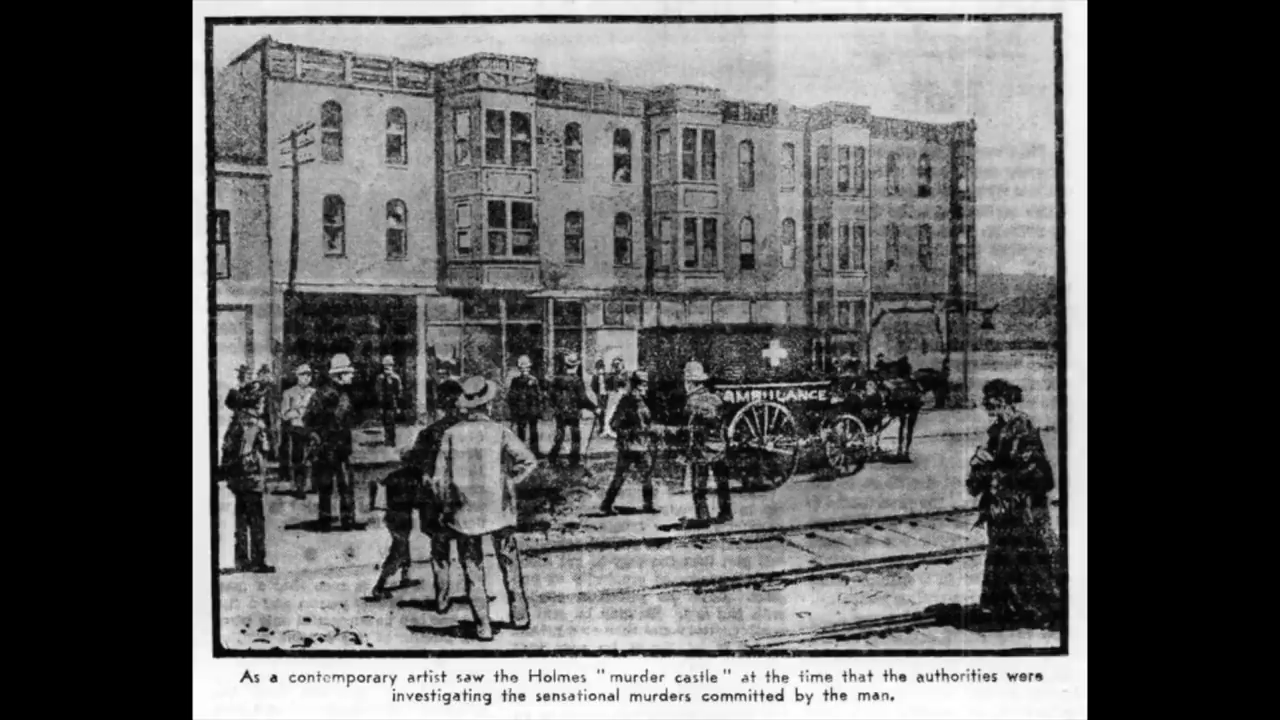 AMBULANCE
As a contemporary artist saw the Holmes "murder castle" at the time that the authorities were
investigating the sensational murders committed by the man.